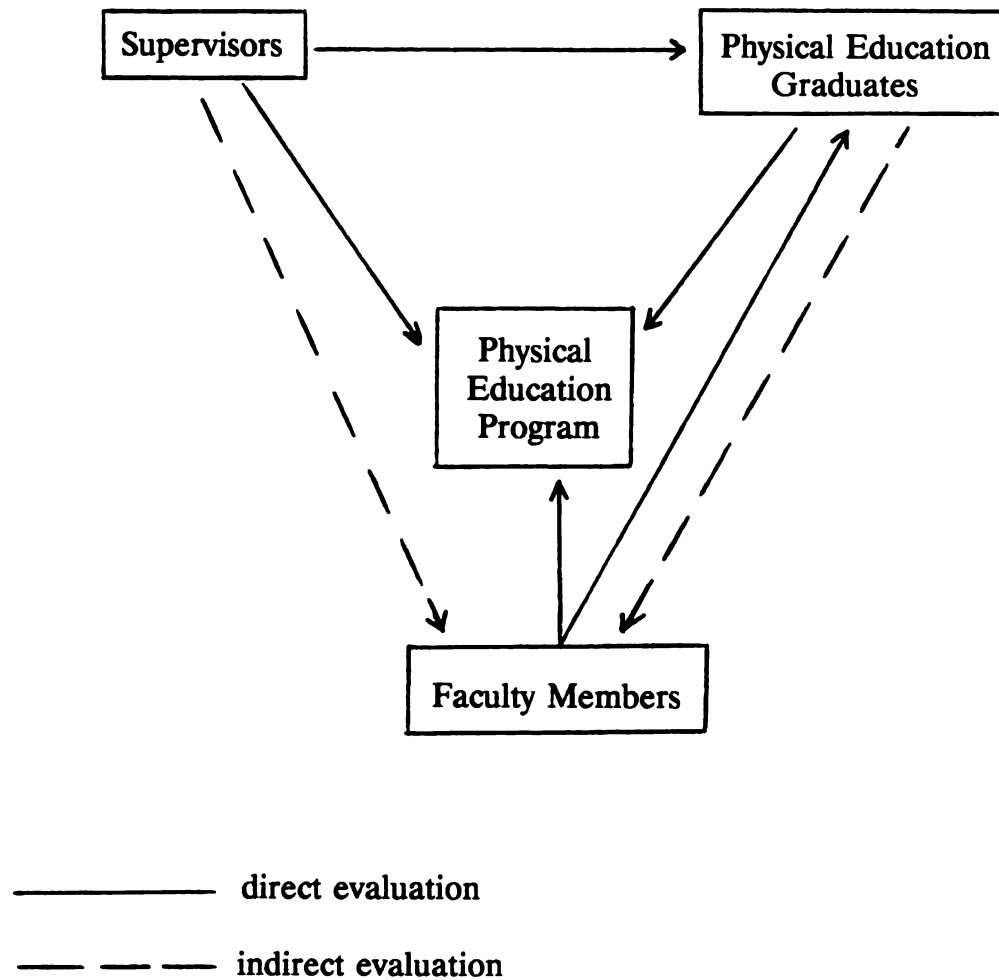 Supervisors
Physical Education
Graduates
Physical
Education
Program
Faculty Members
direct evaluation
indirect evaluation